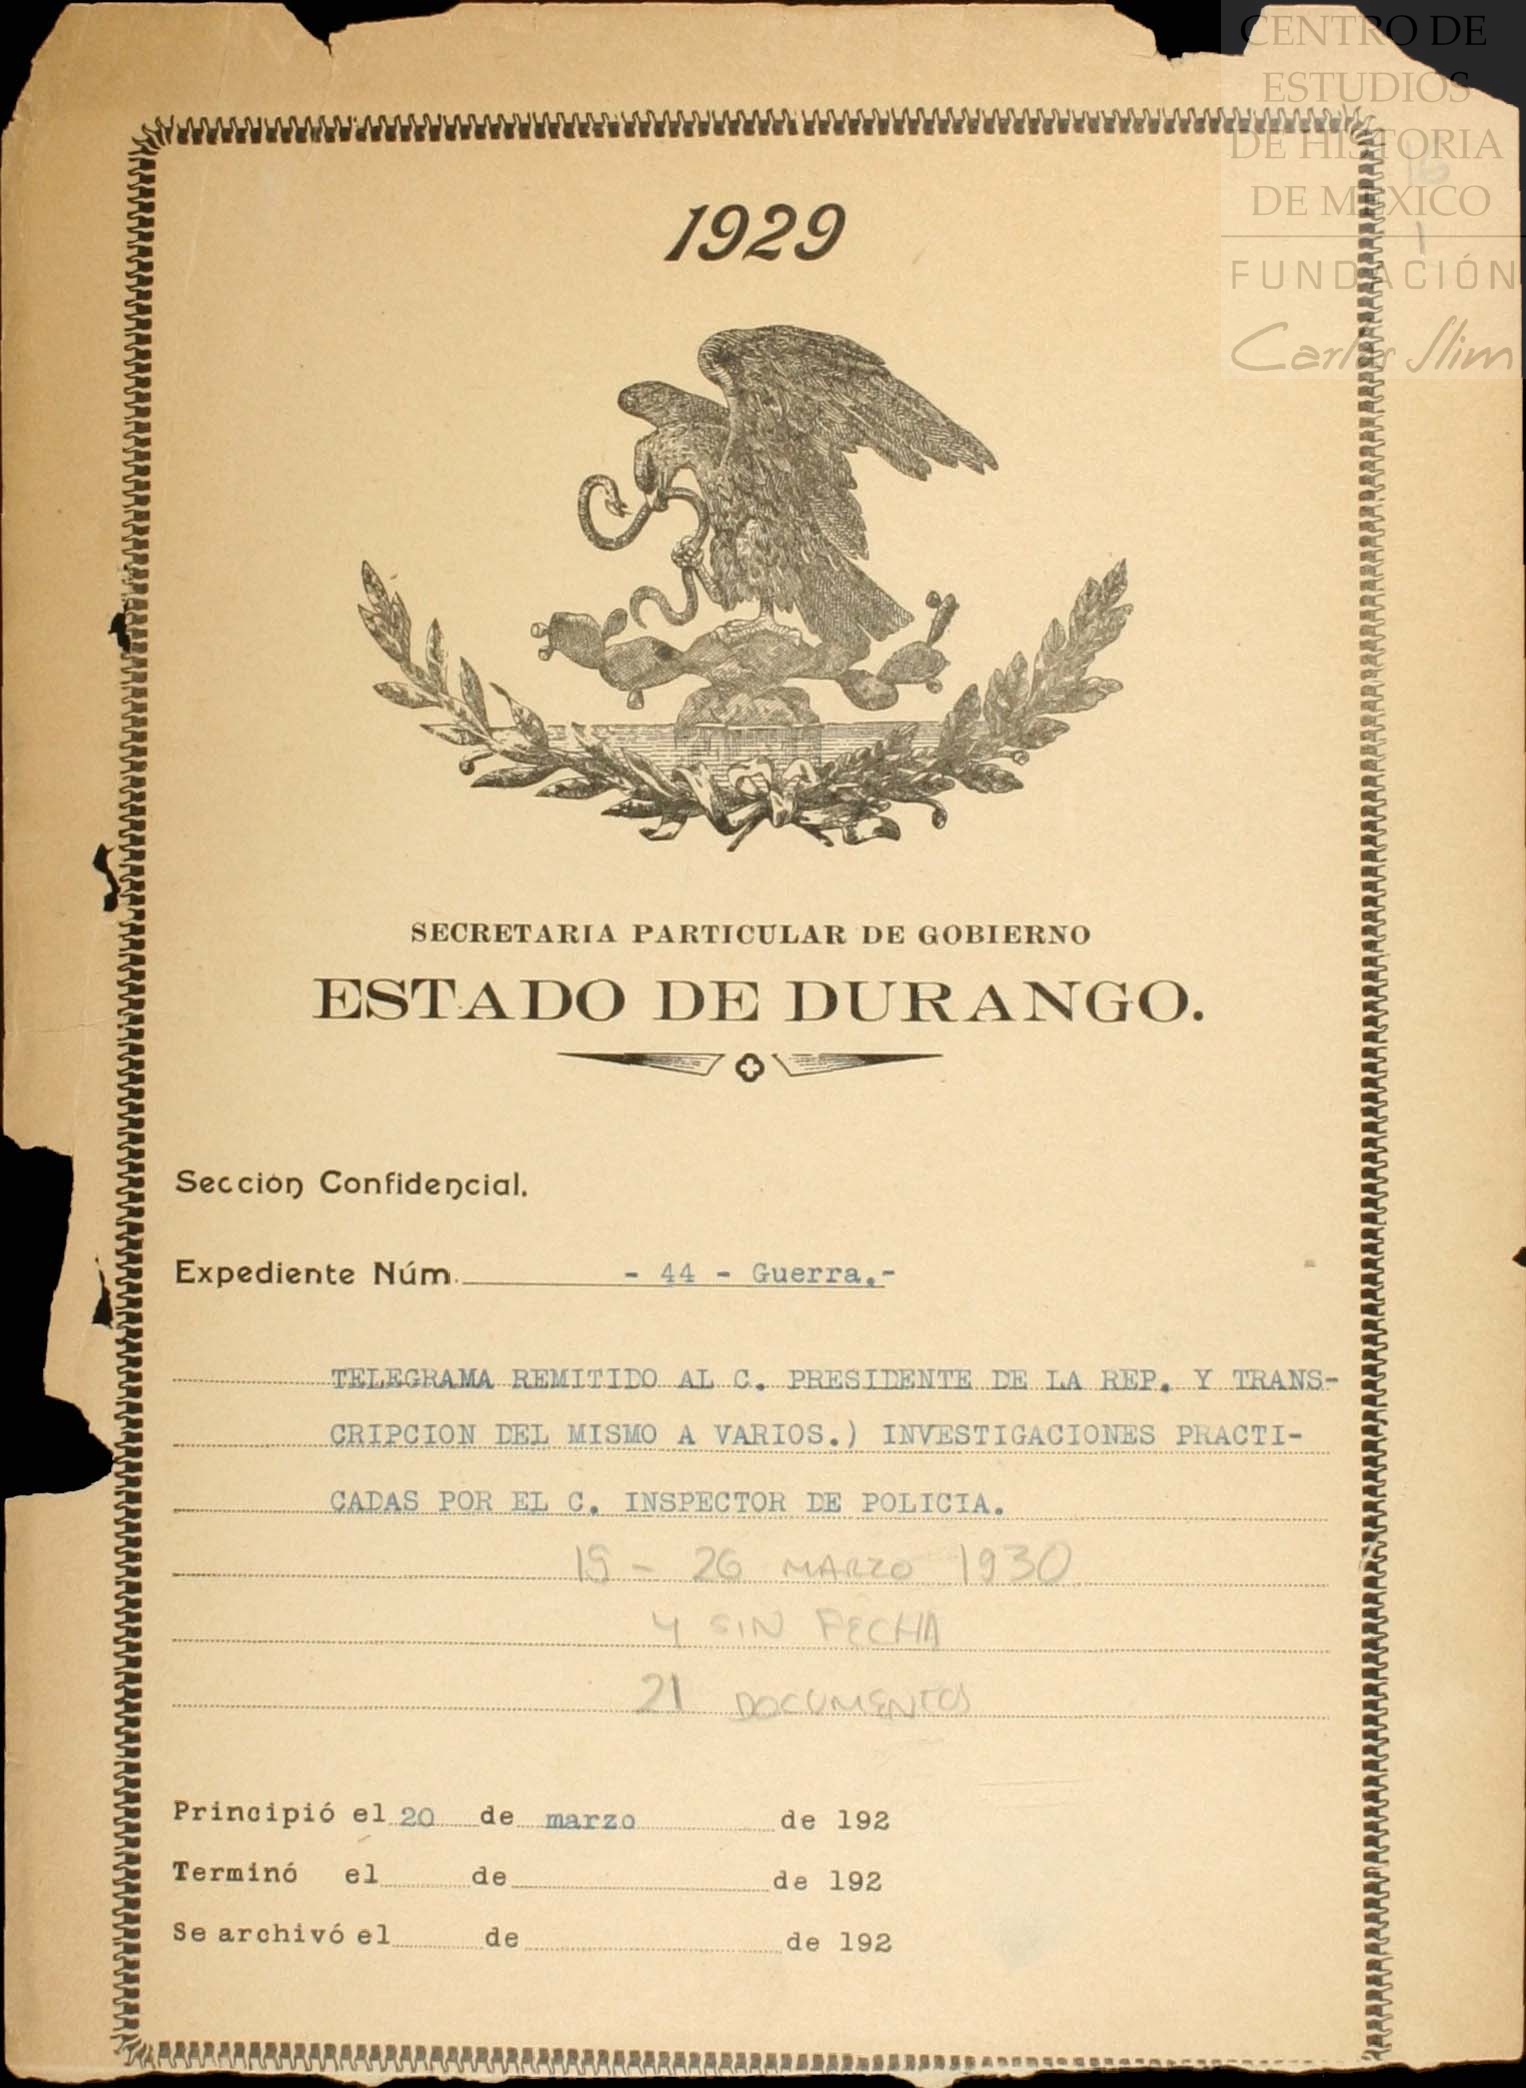 CENTRO DE
ESTUDIOS
DE HISTORIA
DE MEXICO
FUNDACIÓN
Carlos Slim
1929
SECRETARIA PARTICULAR DE GOBIERNO
ESTADO DE DURANGO.
Sección Confidencial.
Expediente Núm. - 44 - Guerra.-
TELEGRAMA REMITIDO AL C. PRESIDENTE DE LA REP. Y TRANS-
CRIPCION DEL MISMO A VARIOS.) INVESTIGACIONES PRACTI-
CADAS POR EL C. INSPECTOR DE POLICIA.
19 - 26 MARZO 1930
Y SIN FECHA
21 DOCUMENTOS
Principió el 20 de marzo de 192
Terminó el de de 192
Se archivó el de de 192